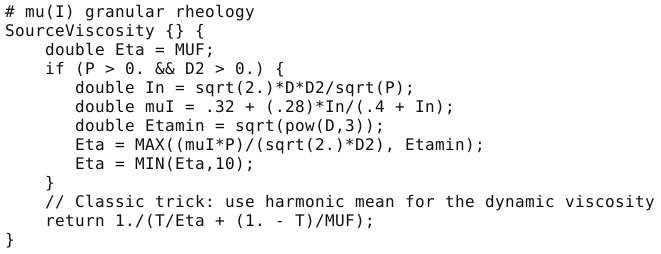 # mu(I) granular rheology
SourceViscosity {} {
    double Eta = MUF;
    if (P > 0. && D2 > 0.) {
       double In = sqrt(2.)*D*D2/sqrt(P);
       double muI = .32 + (.28)*In/(.4 + In);
       double Etamin = sqrt(pow(D,3));
       Eta = MAX((muI*P)/(sqrt(2.)*D2), Etamin);
       Eta = MIN(Eta,10);
    }
    // Classic trick: use harmonic mean for the dynamic viscosity
    return 1./(T/Eta + (1. - T)/MUF);
}